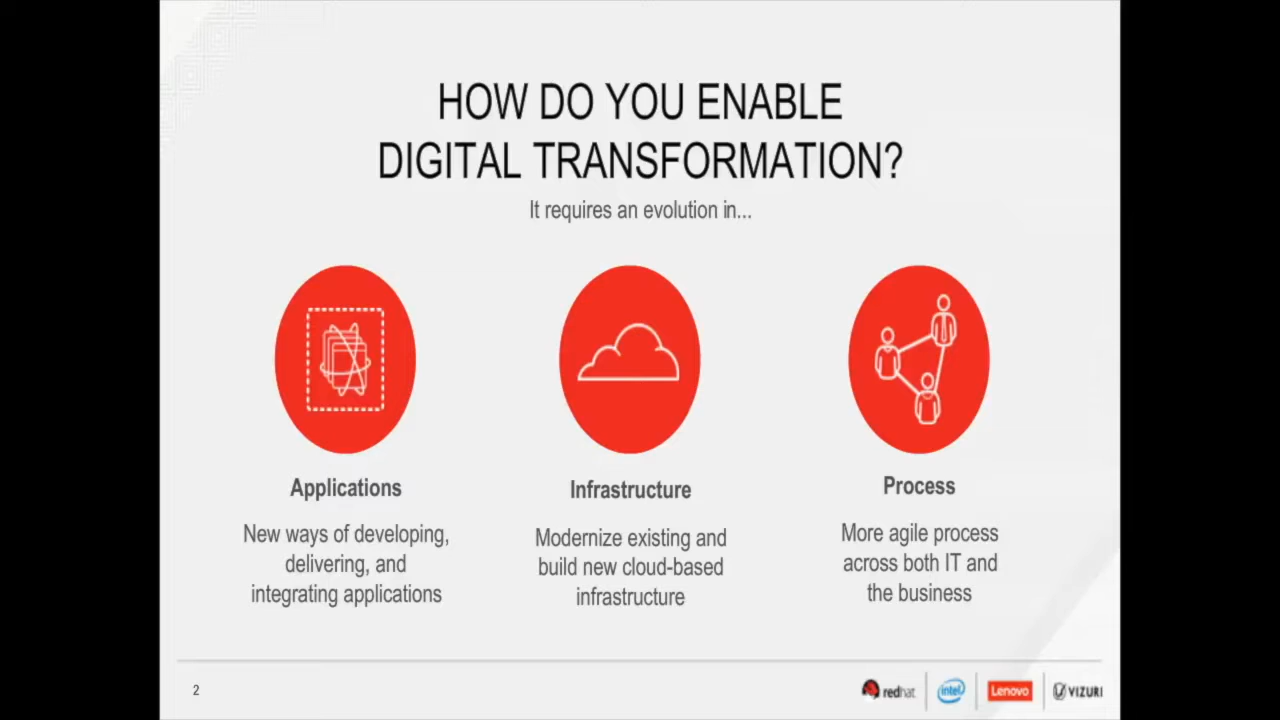 HOW DO YOU ENABLE
DIGITAL TRANSFORMATION?
It requires an evolution in...
Applications
New ways of developing,
delivering, and
integrating applications
Infrastructure
Modernize existing and
build new cloud-based
infrastructure
Process
More agile process
across both IT and
the business
2
redhat
intel
Lenovo
VIZURI